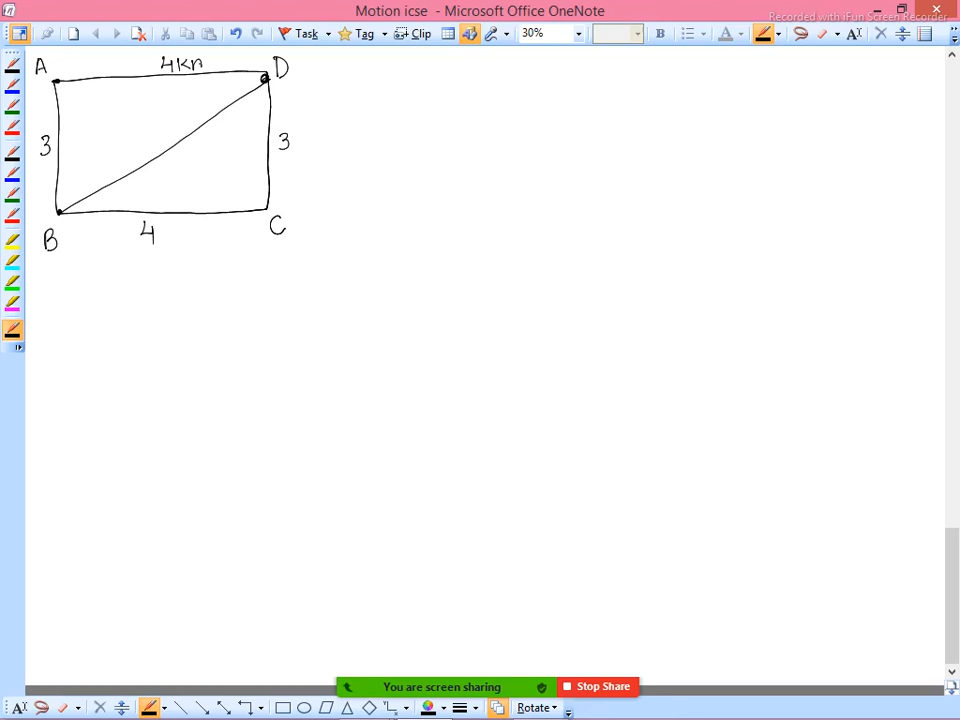 Motion icse - Microsoft Office OneNote
Recorded with iFun Screen Recorder
Task
Tag
Clip
30%
B
A
A
A 4km D
3 3
B 4 C
You are screen sharing
Stop Share
A
Rotate